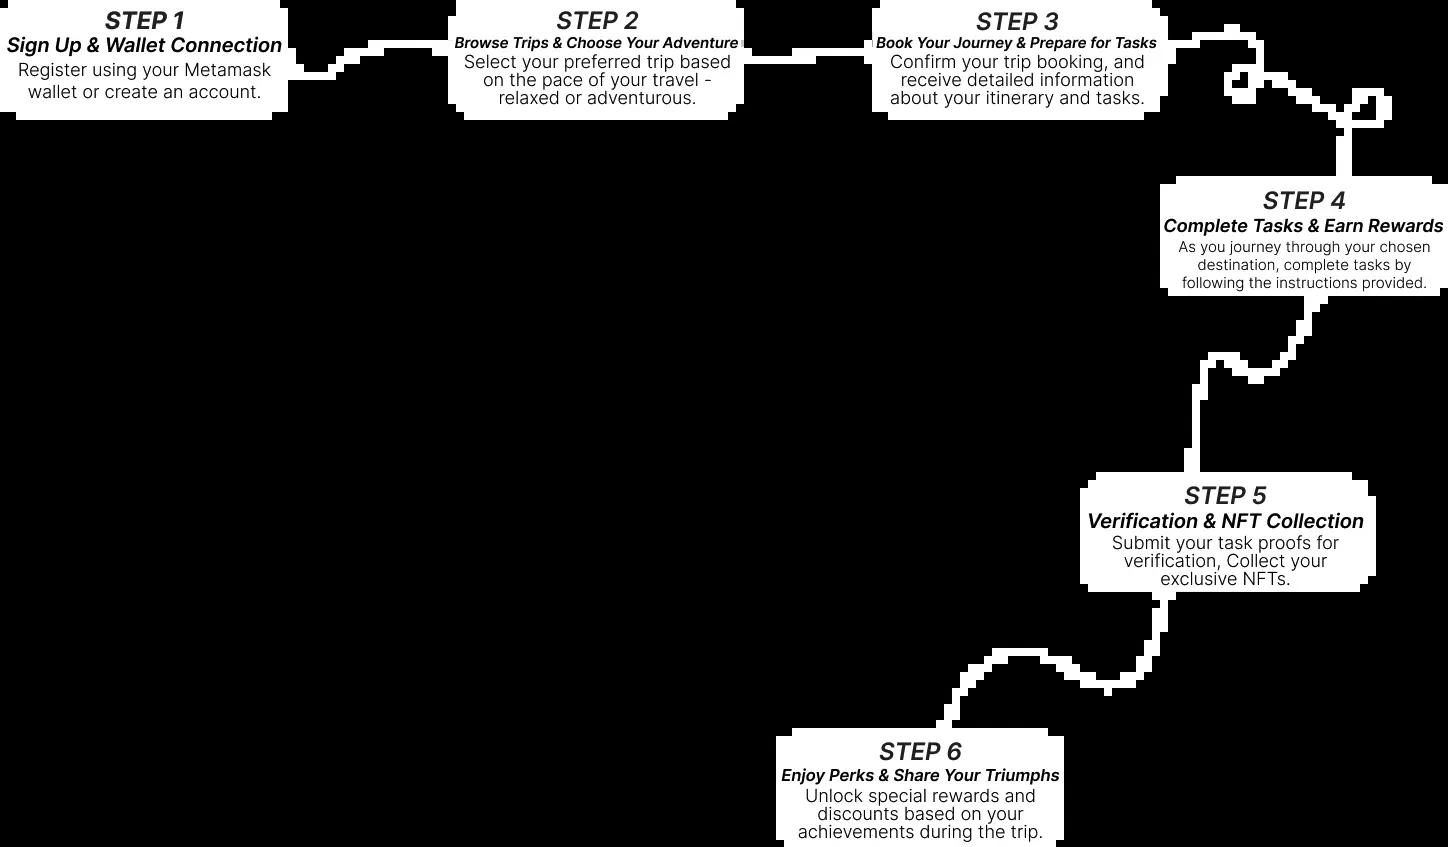 STEP 1
Sign Up & Wallet Connection
Register using your Metamask
wallet or create an account.
STEP 2
Browse Trips & Choose Your Adventure
Select your preferred trip based
on the pace of your travel -
relaxed or adventurous.
STEP 3
Book Your Journey & Prepare for Tasks
Confirm your trip booking, and
receive detailed information
about your itinerary and tasks.
STEP 4
Complete Tasks & Earn Rewards
As you journey through your chosen
destination, complete tasks by
following the instructions provided.
STEP 5
Verification & NFT Collection
Submit your task proofs for
verification, Collect your
exclusive NFTs.
STEP 6
Enjoy Perks & Share Your Triumphs
Unlock special rewards and
discounts based on your
achievements during the trip.